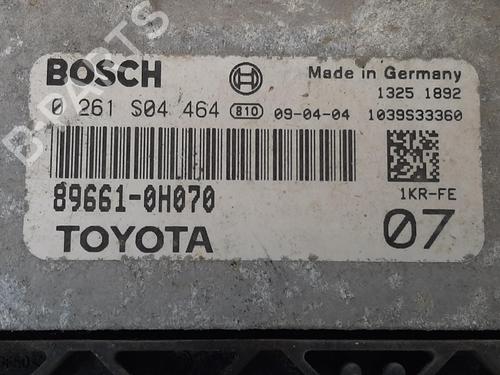 BOSCH
Made in Germany
1325 1892
0 261 S04 464 810 09-04-04 1039S33360
89661-0H070
1KR-FE
TOYOTA
07
B-PARTS